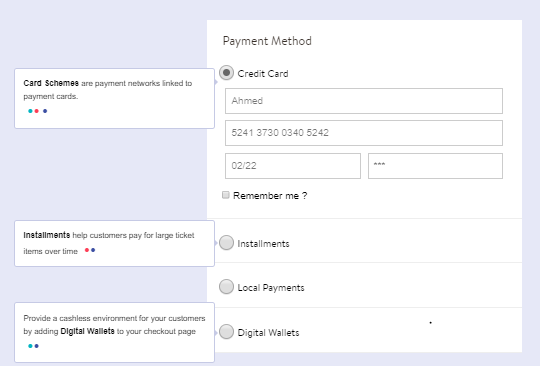 Payment Method
Card Schemes are payment networks linked to
payment cards.
Credit Card
Ahmed
5241 3730 0340 5242
02/22 ***
Remember me ?
Installments help customers pay for large ticket
items over time
Installments
Local Payments
Provide a cashless environment for your customers
by adding Digital Wallets to your checkout page
Digital Wallets